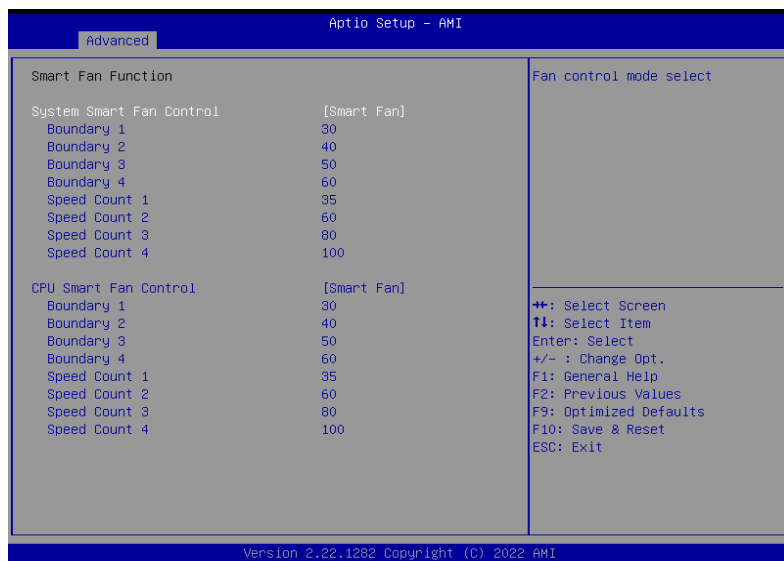 Aptio Setup - AMI
Advanced
Smart Fan Function
System Smart Fan Control [Smart Fan]
Boundary 1 30
Boundary 2 40
Boundary 3 50
Boundary 4 60
Speed Count 1 35
Speed Count 2 60
Speed Count 3 80
Speed Count 4 100
CPU Smart Fan Control [Smart Fan]
Boundary 1 30
Boundary 2 40
Boundary 3 50
Boundary 4 60
Speed Count 1 35
Speed Count 2 60
Speed Count 3 80
Speed Count 4 100
Fan control mode select
→←: Select Screen
↑↓: Select Item
Enter: Select
+/- : Change Opt.
F1: General Help
F2: Previous Values
F9: Optimized Defaults
F10: Save & Reset
ESC: Exit
Version 2.22.1282 Copyright (C) 2022 AMI